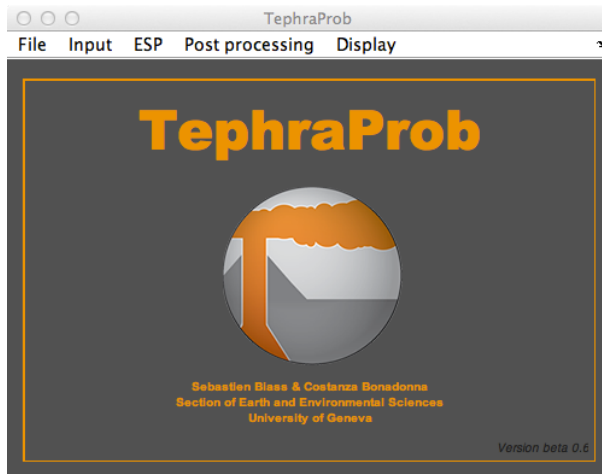 TephraProb
File Input ESP Post processing Display
TephraProb
Sebastien Biass & Costanza Bonadonna
Section of Earth and Environmental Sciences
University of Geneva
Version beta 0.6